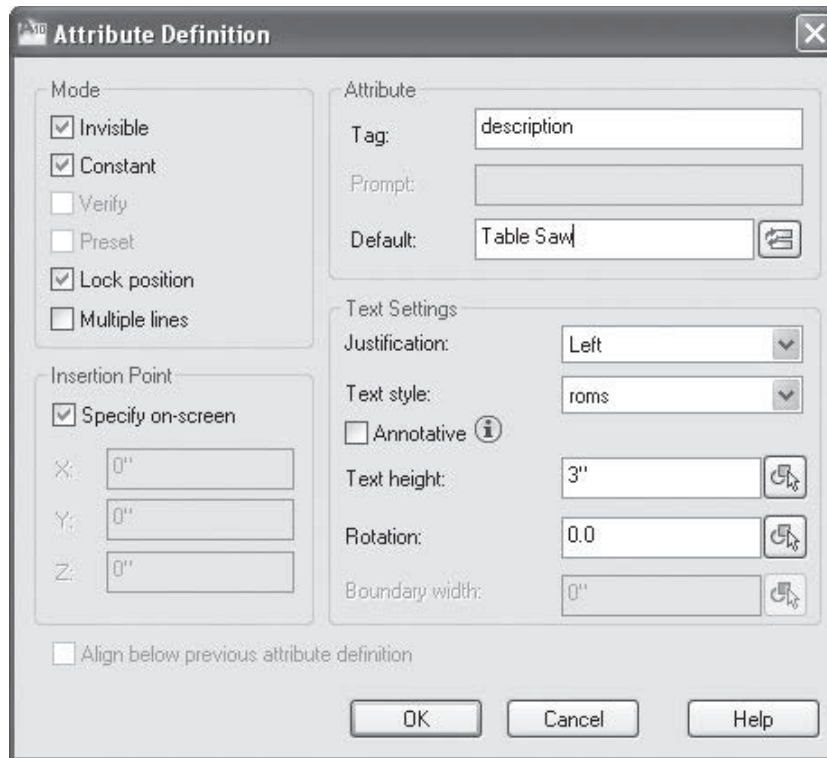 Attribute Definition
Mode
Invisible
Constant
Verify
Preset
Lock position
Multiple lines
Insertion Point
Specify on-screen
X: 0"
Y: 0"
Z: 0"
Attribute
Tag: description
Prompt:
Default: Table Saw
Text Settings
Justification: Left
Text style: roms
Annotative
Text height: 3"
Rotation: 0.0
Boundary width: 0"
Align below previous attribute definition
OK Cancel Help